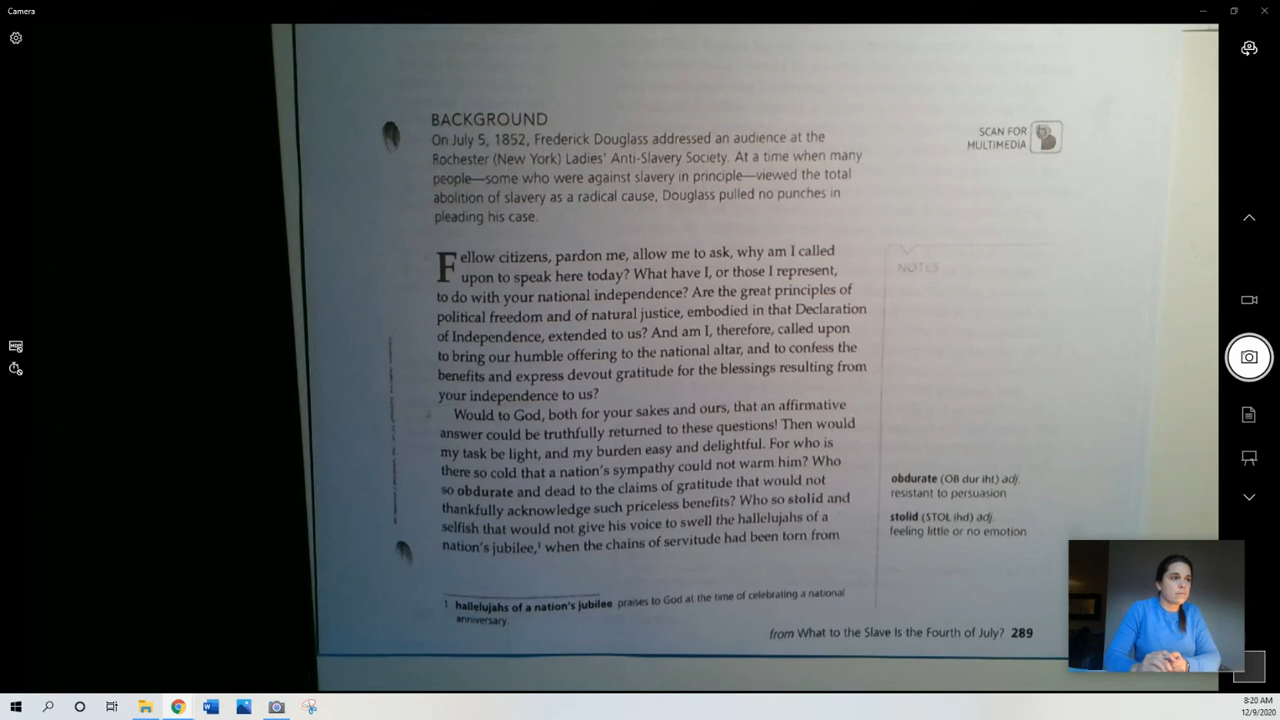 Camera
BACKGROUND
On July 5, 1852, Frederick Douglass addressed an audience at the
Rochester (New York) Ladies' Anti-Slavery Society. At a time when many
people—some who were against slavery in principle—viewed the total
abolition of slavery as a radical cause, Douglass pulled no punches in
pleading his case.
SCAN FOR
MULTIMEDIA
Fellow citizens, pardon me, allow me to ask, why am I called
upon to speak here today? What have I, or those I represent,
to do with your national independence? Are the great principles of
political freedom and of natural justice, embodied in that Declaration
of Independence, extended to us? And am I, therefore, called upon
to bring our humble offering to the national altar, and to confess the
benefits and express devout gratitude for the blessings resulting from
your independence to us?
Would to God, both for your sakes and ours, that an affirmative
answer could be truthfully returned to these questions! Then would
my task be light, and my burden easy and delightful. For who is
there so cold that a nation's sympathy could not warm him? Who
so obdurate and dead to the claims of gratitude that would not
thankfully acknowledge such priceless benefits? Who so stolid and
selfish that would not give his voice to swell the hallelujahs of a
nation's jubilee,¹ when the chains of servitude had been torn from
NOTES
obdurate (OB dur iht) adj.
resistant to persuasion
stolid (STOL ihd) adj.
feeling little or no emotion
1 hallelujahs of a nation's jubilee praises to God at the time of celebrating a national
anniversary.
from What to the Slave Is the Fourth of July? 289
8:20 AM
12/9/2020